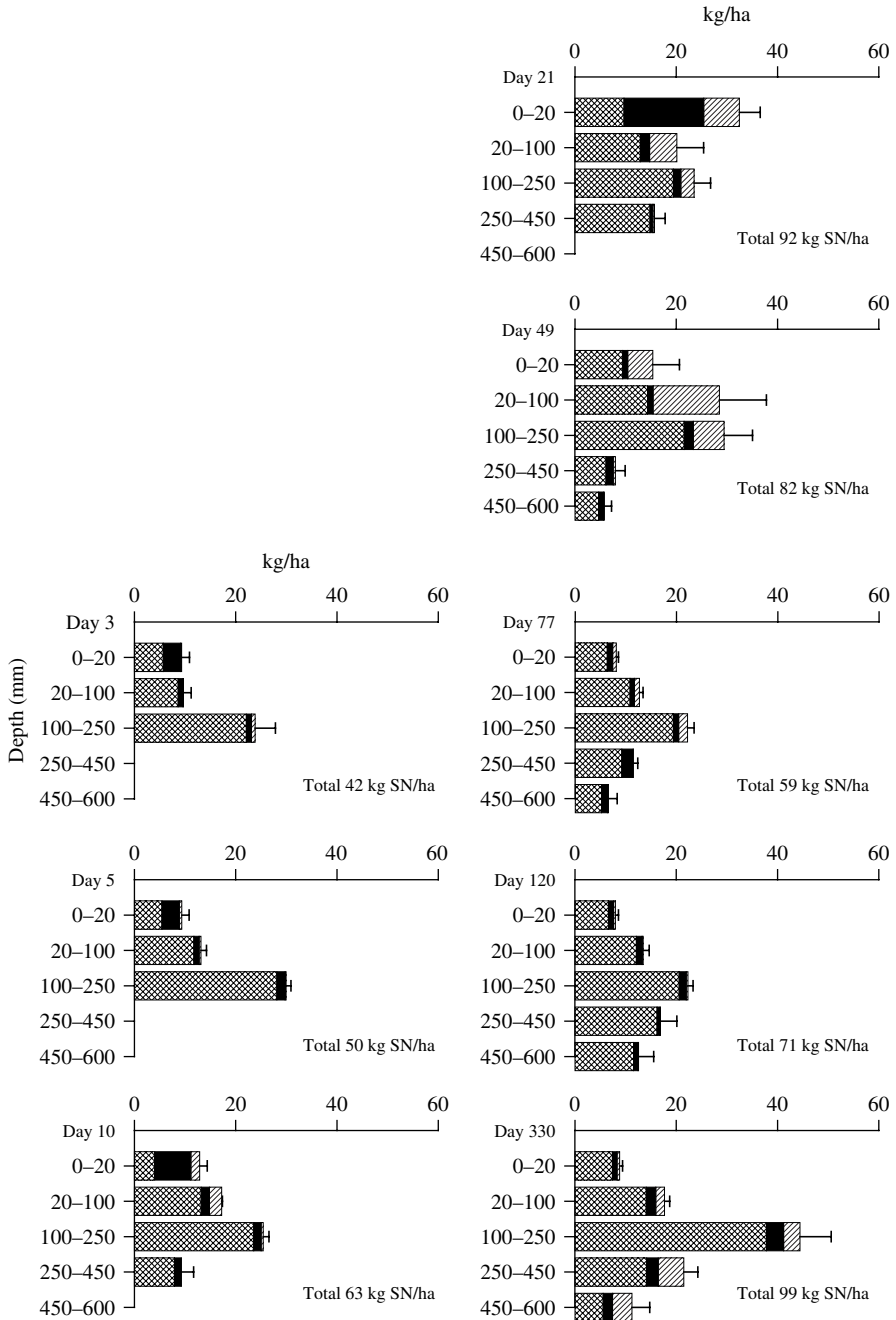 kg/ha
0 20 40 60
Day 21
0–20
20–100
100–250
250–450
Total 92 kg SN/ha
450–600
0 20 40 60
Day 49
0–20
20–100
100–250
250–450
Total 82 kg SN/ha
450–600
Depth (mm)
kg/ha
0 20 40 60
Day 3
0–20
20–100
100–250
250–450
Total 42 kg SN/ha
450–600
0 20 40 60
Day 5
0–20
20–100
100–250
250–450
Total 50 kg SN/ha
450–600
0 20 40 60
Day 10
0–20
20–100
100–250
250–450
Total 63 kg SN/ha
450–600
0 20 40 60
Day 77
0–20
20–100
100–250
250–450
Total 59 kg SN/ha
450–600
0 20 40 60
Day 120
0–20
20–100
100–250
250–450
Total 71 kg SN/ha
450–600
0 20 40 60
Day 330
0–20
20–100
100–250
250–450
Total 99 kg SN/ha
450–600